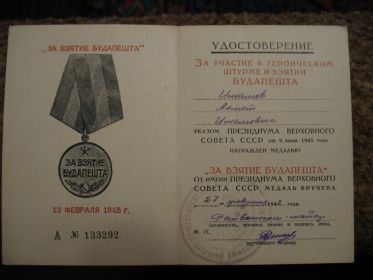 „ЗА ВЗЯТИЕ БУДАПЕШТА“
ЗА ВЗЯТИЕ
БУДАПЕШТА
13 ФЕВРАЛЯ 1945 г.
А № 133292
УДОСТОВЕРЕНИЕ
ЗА УЧАСТИЕ В ГЕРОИЧЕСКОМ
ШТУРМЕ И ВЗЯТИИ
БУДАПЕШТА
УКАЗОМ ПРЕЗИДИУМА ВЕРХОВНОГО
СОВЕТА СССР от 9 июня 1945 года
НАГРАЖДЕН МЕДАЛЬЮ
„ЗА ВЗЯТИЕ БУДАПЕШТА“
ОТ ИМЕНИ ПРЕЗИДИУМА ВЕРХОВНОГО
СОВЕТА СССР МЕДАЛЬ ВРУЧЕНА
27 февраля
М. П.